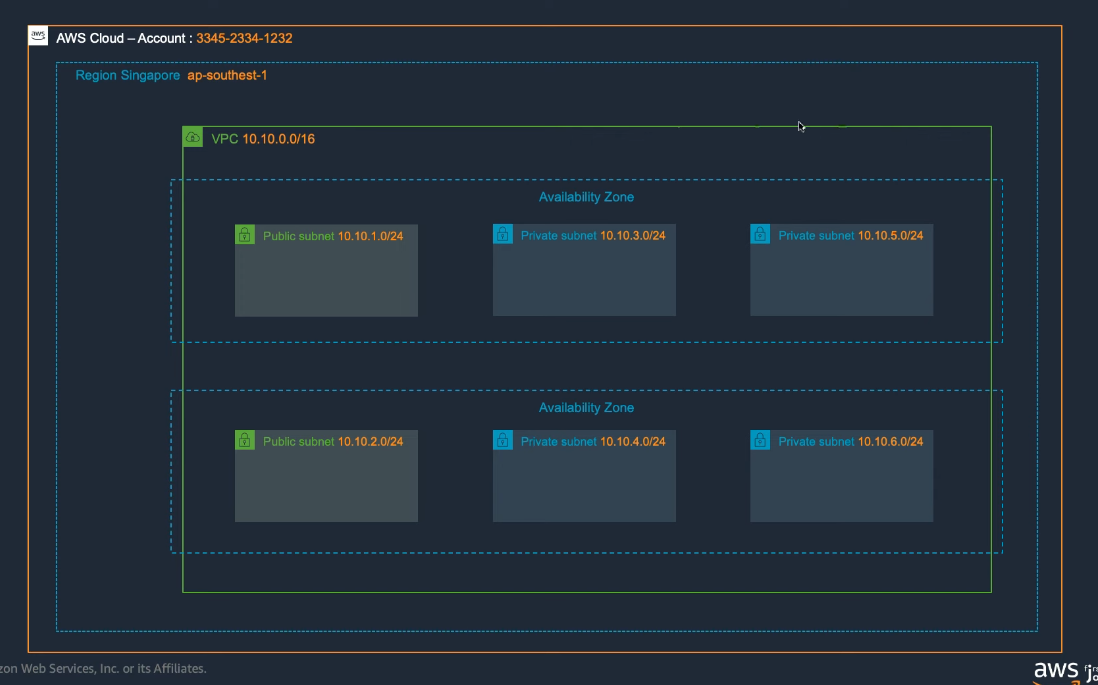 aws
AWS Cloud – Account : 3345-2334-1232
Region Singapore ap-southest-1
VPC 10.10.0.0/16
Availability Zone
Public subnet 10.10.1.0/24
Private subnet 10.10.3.0/24
Private subnet 10.10.5.0/24
Availability Zone
Public subnet 10.10.2.0/24
Private subnet 10.10.4.0/24
Private subnet 10.10.6.0/24
zon Web Services, Inc. or its Affiliates.
aws